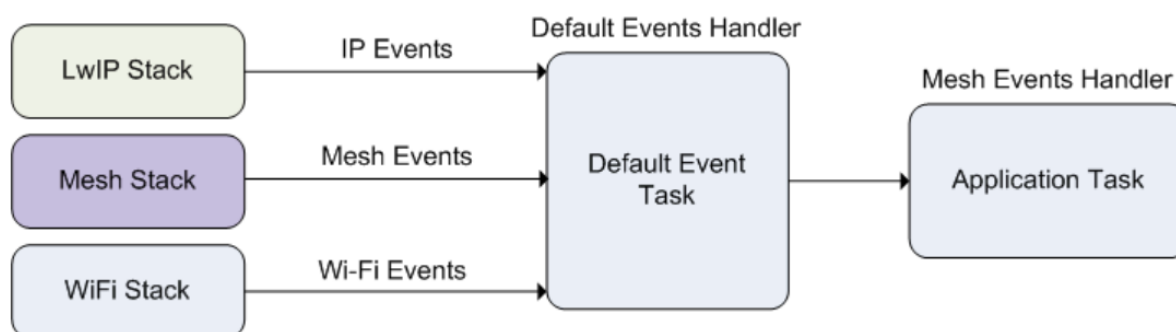 Default Events Handler
LwIP Stack
IP Events
Mesh Events Handler
Mesh Stack
Mesh Events
Default Event
Task
Application Task
WiFi Stack
Wi-Fi Events